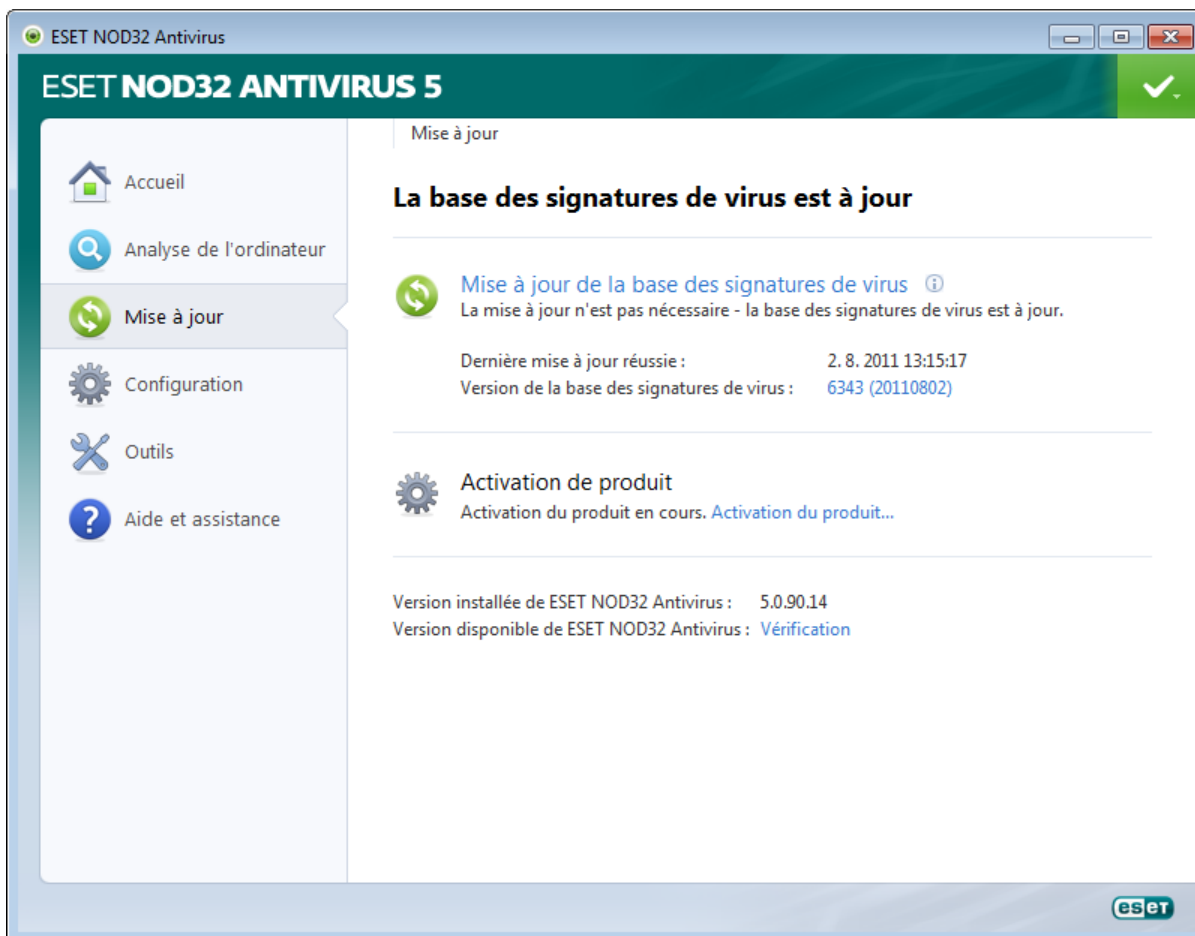 ESET NOD32 Antivirus
ESET NOD32 ANTIVIRUS 5
Accueil
Analyse de l'ordinateur
Mise à jour
Configuration
Outils
Aide et assistance
Mise à jour
La base des signatures de virus est à jour
Mise à jour de la base des signatures de virus
La mise à jour n'est pas nécessaire - la base des signatures de virus est à jour.
Dernière mise à jour réussie : 2. 8. 2011 13:15:17
Version de la base des signatures de virus : 6343 (20110802)
Activation de produit
Activation du produit en cours. Activation du produit...
Version installée de ESET NOD32 Antivirus : 5.0.90.14
Version disponible de ESET NOD32 Antivirus : Vérification
eset